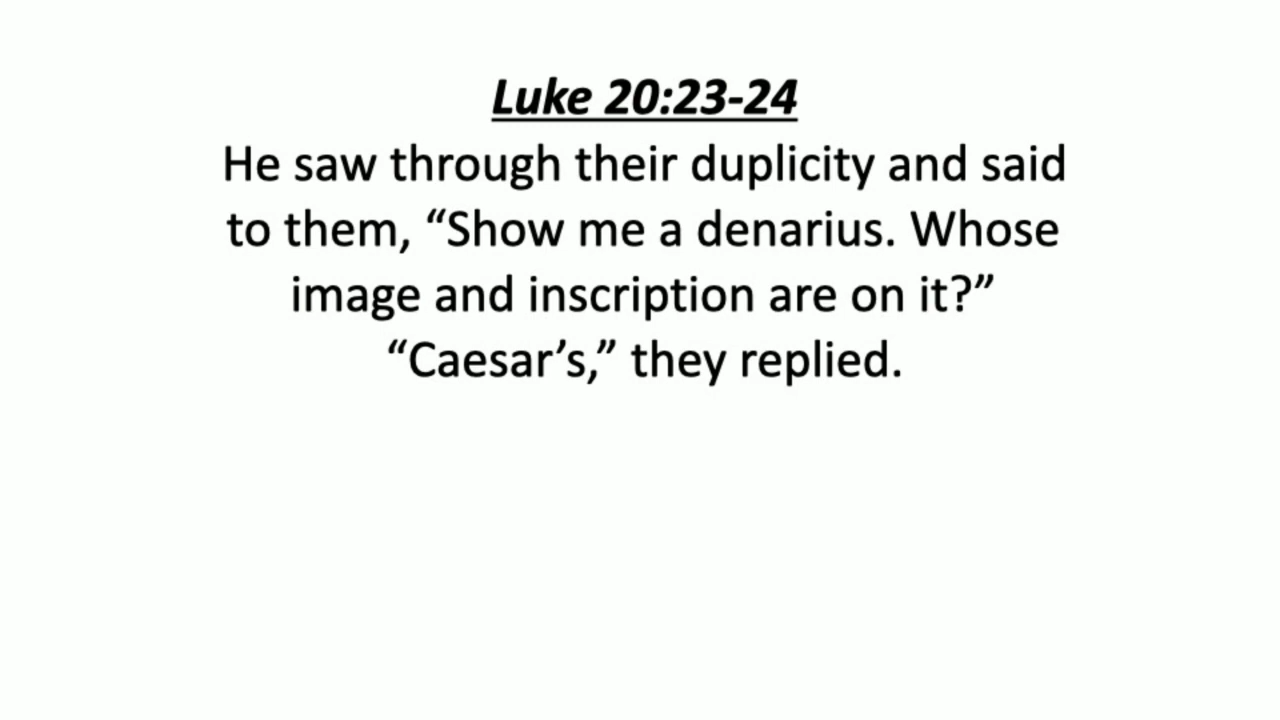 Luke 20:23-24
He saw through their duplicity and said
to them, “Show me a denarius. Whose
image and inscription are on it?”
“Caesar’s,” they replied.